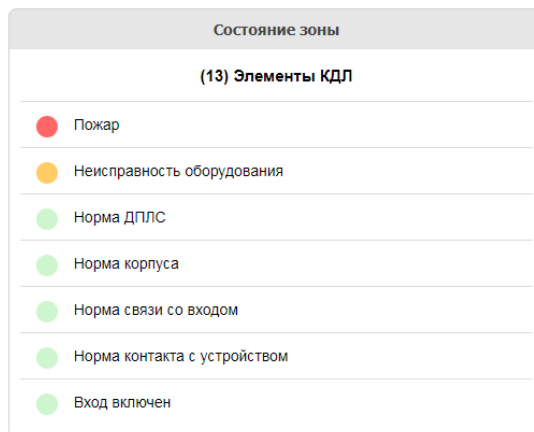 Состояние зоны
(13) Элементы КДЛ
Пожар
Неисправность оборудования
Норма ДПЛС
Норма корпуса
Норма связи со входом
Норма контакта с устройством
Вход включен